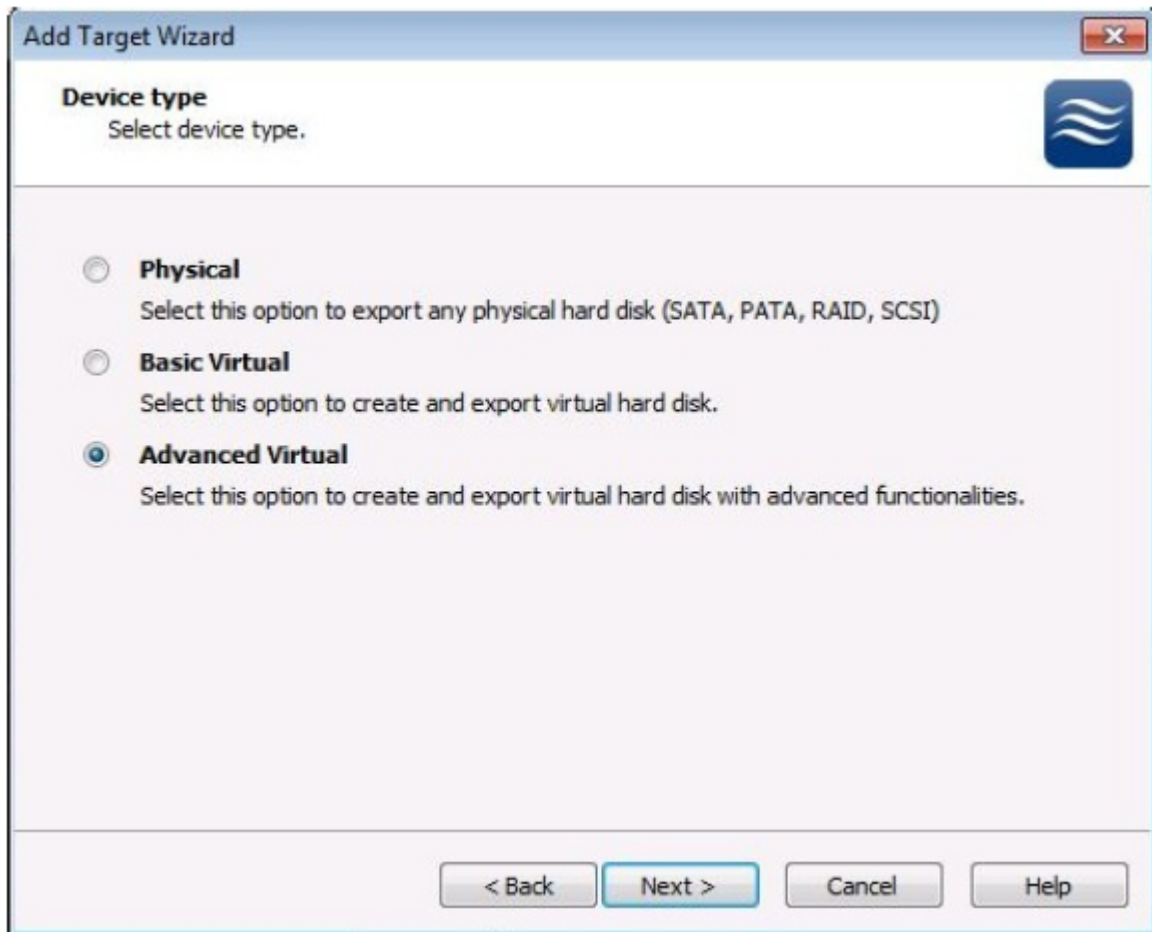 Add Target Wizard
Device type
Select device type.
Physical
Select this option to export any physical hard disk (SATA, PATA, RAID, SCSI)
Basic Virtual
Select this option to create and export virtual hard disk.
Advanced Virtual
Select this option to create and export virtual hard disk with advanced functionalities.
< Back Next > Cancel Help